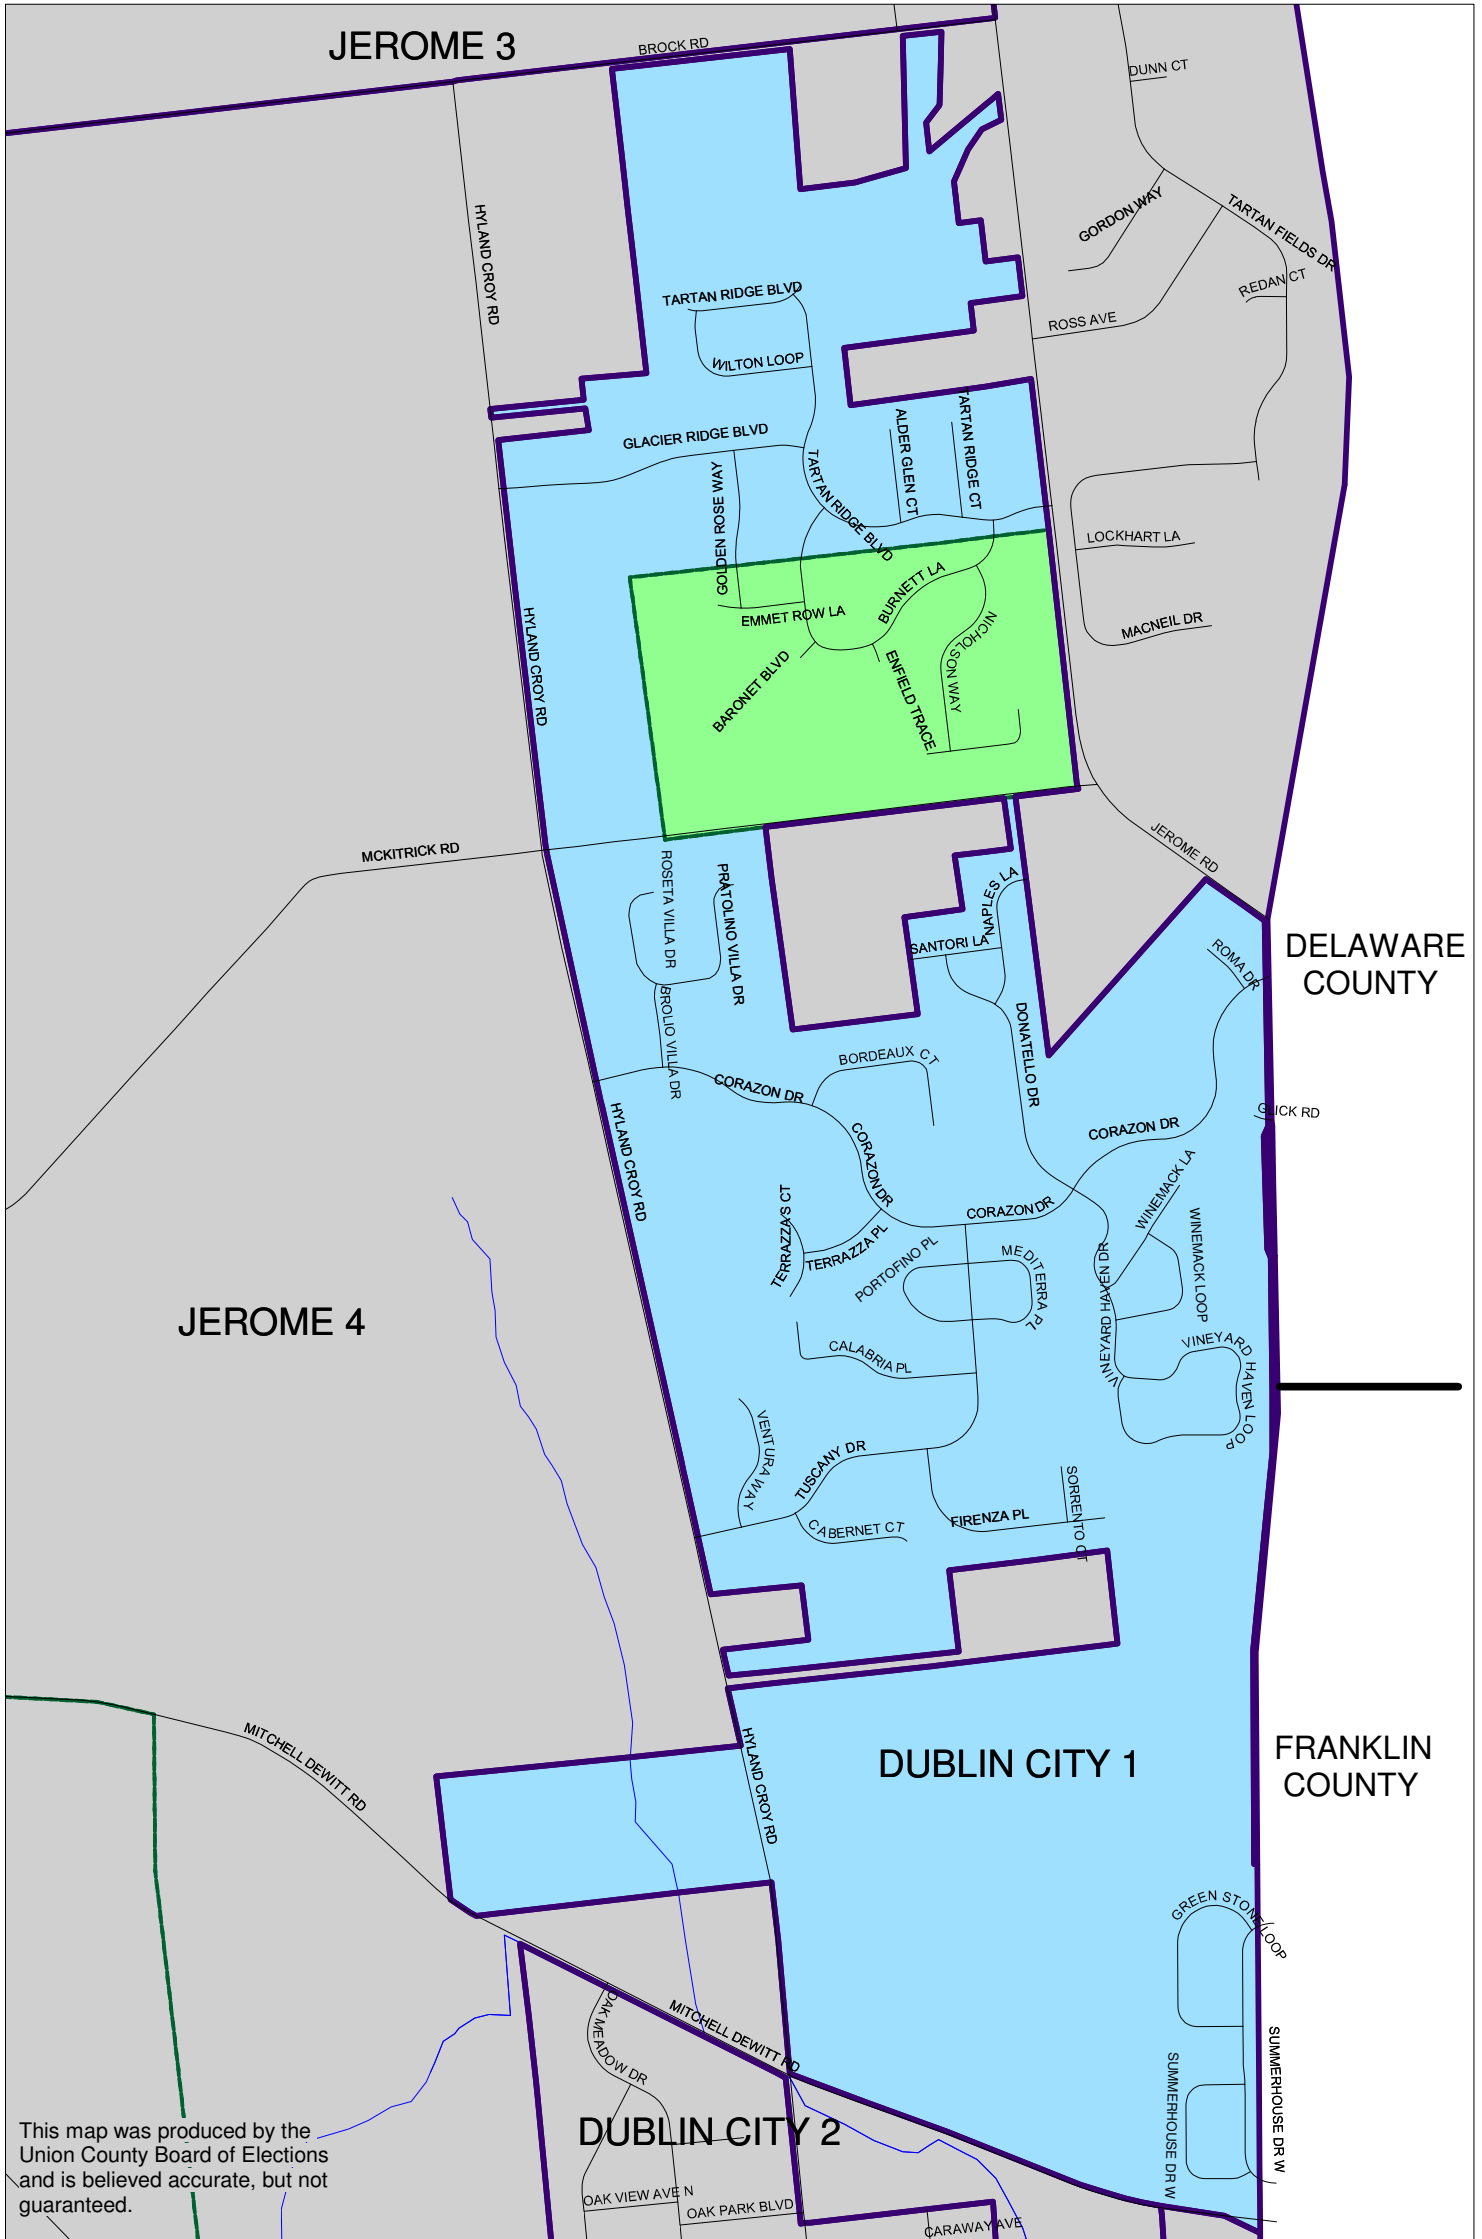 JEROME 3
BROCK RD
DUNN CT
HYLAND CROY RD
GORDON WAY
TARTAN FIELDS DR
REDAN CT
TARTAN RIDGE BLVD
ROSS AVE
WILTON LOOP
GLACIER RIDGE BLVD
ALDER GLEN CT
TARTAN RIDGE CT
GOLDEN ROSE WAY
TARTAN RIDGE BLVD
LOCKHART LA
BURNETT LA
EMMET ROW LA
NICHOLSON WAY
MACNEIL DR
HYLAND CROY RD
BARONET BLVD
ENFIELD TRACE
MCKITRICK RD
JEROME RD
ROSETA VILLA DR
PRATOLINO VILLA DR
NAPLES LA
SANTORI LA
ROMA DR
DELAWARE
COUNTY
BROLIO VILLA DR
DONATELLO DR
BORDEAUX CT
CORAZON DR
GLICK RD
HYLAND CROY RD
CORAZON DR
CORAZON DR
WINEMACK LA
TERRAZZA S CT
CORAZON DR
TERRAZZA PL
PORTOFINO PL
MEDITERRA PL
VINEYARD HAVEN DR
WINEMACK LOOP
JEROME 4
CALABRIA PL
VINEYARD HAVEN LOOP
VENTURA WAY
TUSCANY DR
CABERNET CT
FIRENZA PL
SORRENTO CT
MITCHELL DEWITT RD
HYLAND CROY RD
DUBLIN CITY 1
FRANKLIN
COUNTY
GREEN STONE LOOP
OAK MEADOW DR
MITCHELL DEWITT RD
SUMMERHOUSE DR W
SUMMERHOUSE DR W
DUBLIN CITY 2
This map was produced by the
Union County Board of Elections
and is believed accurate, but not
guaranteed.
OAK VIEW AVE N
OAK PARK BLVD
CARAWAY AVE